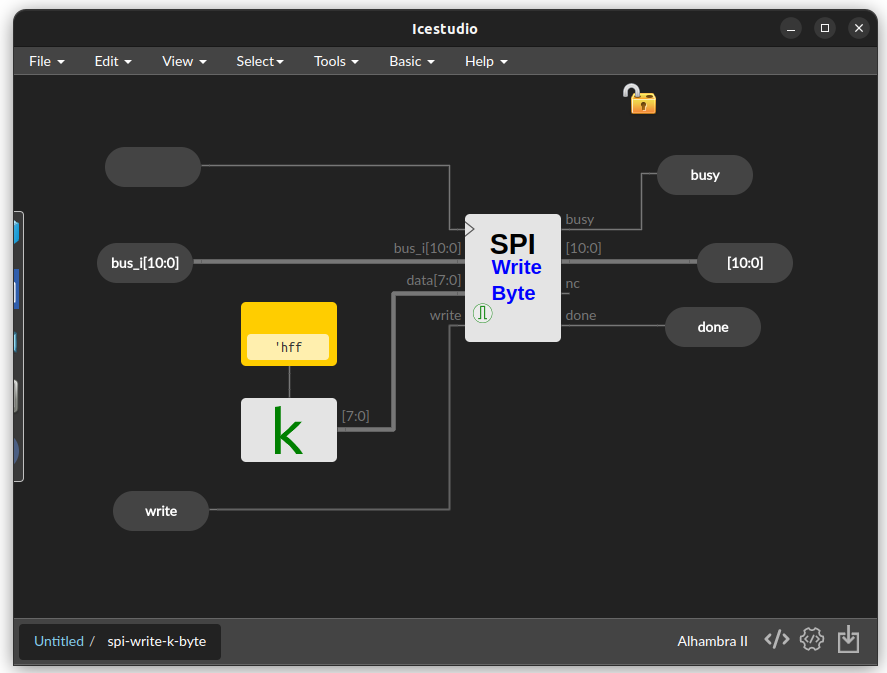 Icestudio
File Edit View Select Tools Basic Help
busy
busy
bus_i[10:0]
bus_i[10:0]
SPI
Write
Byte
[10:0]
[10:0]
data[7:0]
nc
write
done
done
'hff
k
[7:0]
write
Untitled / spi-write-k-byte
Alhambra II